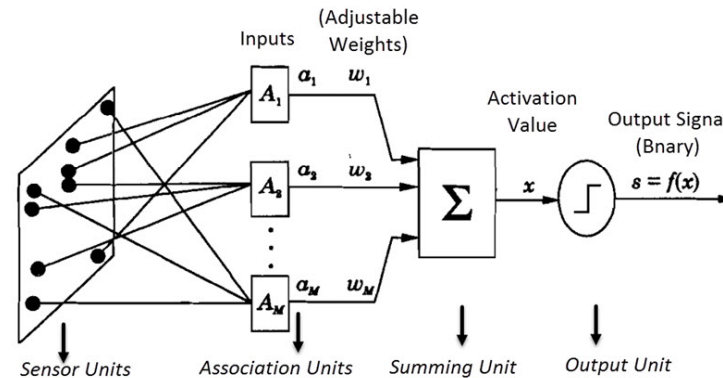 Inputs
(Adjustable
Weights)
a₁
w₁
A₁
Activation
Value
Output Signa
(Bnary)
a₂
w₂
A₂
Σ
x
s = f(x)
a_M
w_M
A_M
Sensor Units
Association Units
Summing Unit
Output Unit